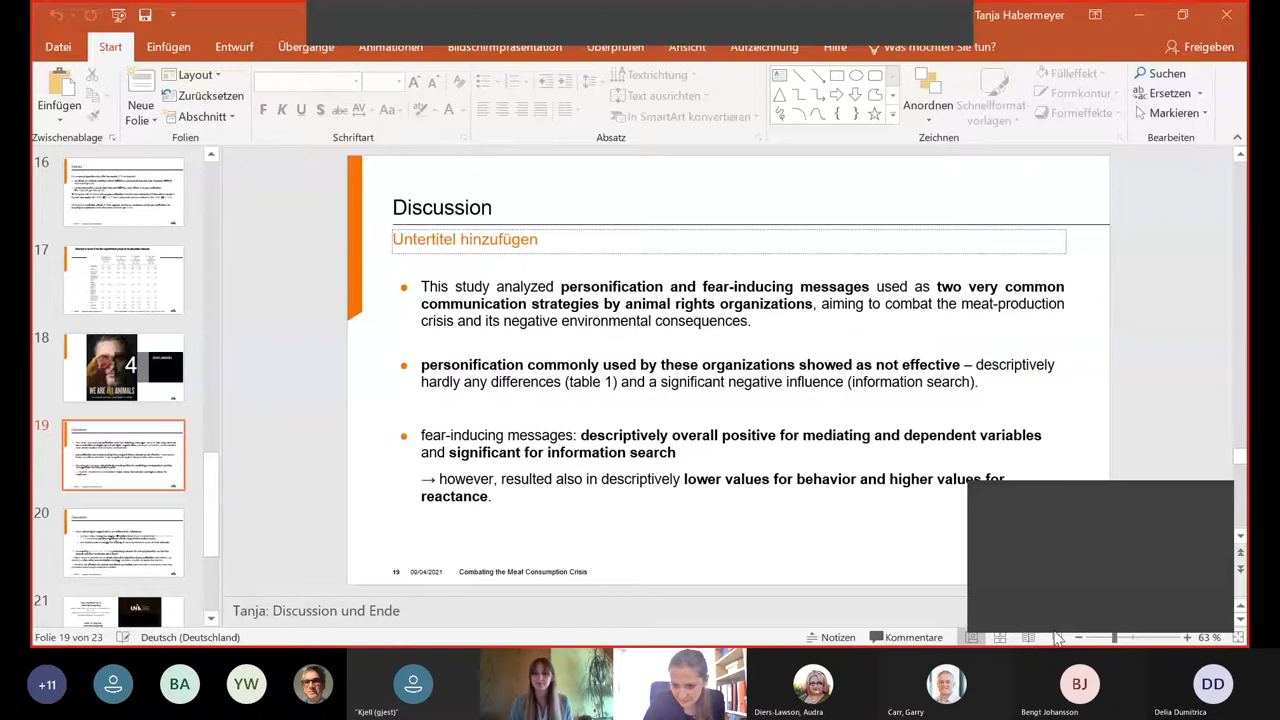 Tanja Habermeyer
Datei Start Einfügen Entwurf Übergänge Animationen Bildschirmpräsentation Überprüfen Ansicht Aufzeichnung Hilfe Was möchten Sie tun? Freigeben
Einfügen
Neue
Folie
Layout
Zurücksetzen
Abschnitt
F K U S abc AV Aa A
Textrichtung
Text ausrichten
In SmartArt konvertieren
Anordnen
Schnellformat-
vorlagen
Fülleffekt
Formkontur
Formeffekte
Suchen
Ersetzen
Markieren
Zwischenablage Folien Schriftart Absatz Zeichnen Bearbeiten
16
17
18
4
WE ARE ALL ANIMALS
19
20
21
Discussion
Untertitel hinzufügen
This study analyzed personification and fear-inducing messages used as two very common
communication strategies by animal rights organizations, aiming to combat the meat-production
crisis and its negative environmental consequences.
personification commonly used by these organizations showed as not effective – descriptively
hardly any differences (table 1) and a significant negative influence (information search).
fear-inducing messages: descriptively overall positive for mediating and dependent variables
and significant for information search
→ however, resulted also in descriptively lower values for behavior and higher values for
reactance.
19 09/04/2021 Combating the Meat Consumption Crisis
Tanja: Discussion und Ende
Folie 19 von 23 Deutsch (Deutschland) Notizen Kommentare 63 %
+11 BA YW BJ DD
"Kjell (gjest)" Diers-Lawson, Audra Carr, Garry Bengt Johansson Delia Dumitrica